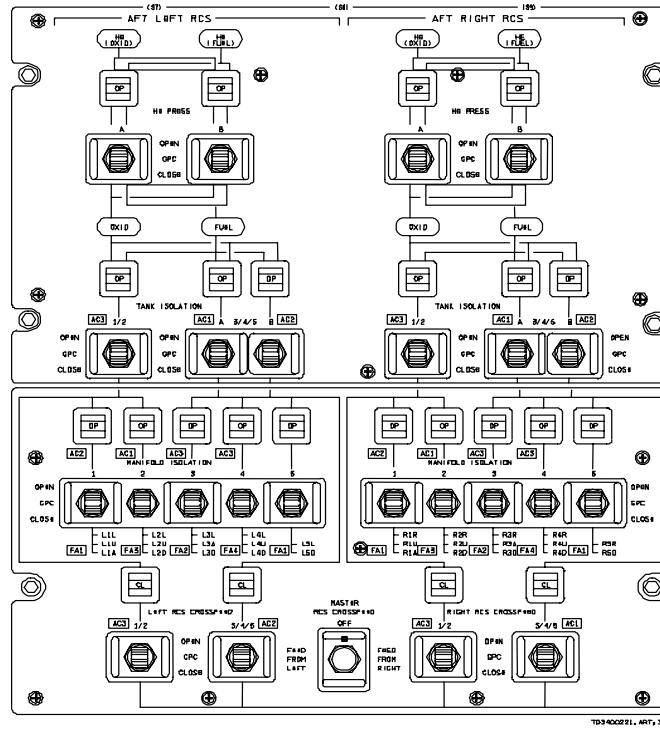 (S7) (S8) (S9)
AFT LEFT RCS AFT RIGHT RCS
HE HE HE HE
(OXID) (FUEL) (OXID) (FUEL)
OP OP OP OP
HE PRESS HE PRESS
A B A B
OPEN OPEN
GPC GPC
CLOSE CLOSE
OXID FUEL OXID FUEL
OP OP OP OP OP OP
TANK ISOLATION TANK ISOLATION
AC3 1/2 AC1 A 3/4/5 B AC2 AC3 1/2 AC1 A 3/4/5 B AC2
OPEN OPEN OPEN OPEN
GPC GPC GPC GPC
CLOSE CLOSE CLOSE CLOSE
OP OP OP OP OP OP OP OP OP OP
AC2 AC1 AC3 AC3 AC2 AC1 AC3 AC3
MANIFOLD ISOLATION MANIFOLD ISOLATION
1 2 3 4 5 1 2 3 4 5
OPEN OPEN
GPC GPC
CLOSE CLOSE
L1L L2L L3L L4L R1R R2R R3R R4R
L1U L2U L3A L4U L5L R1U R2U R3A R4U R5R
L1A L2D L3D L4D L5D R1A R2D R3D R4D R5D
FA1 FA3 FA2 FA4 FA1 FA1 FA3 FA2 FA4 FA1
CL CL CL CL
LEFT RCS CROSSFEED MASTER RCS CROSSFEED RIGHT RCS CROSSFEED
AC3 1/2 3/4/5 AC2 OFF AC3 1/2 3/4/5 AC1
OPEN FEED FEED OPEN
GPC FROM FROM GPC
CLOSE LEFT RIGHT CLOSE
TD3400221.ART;